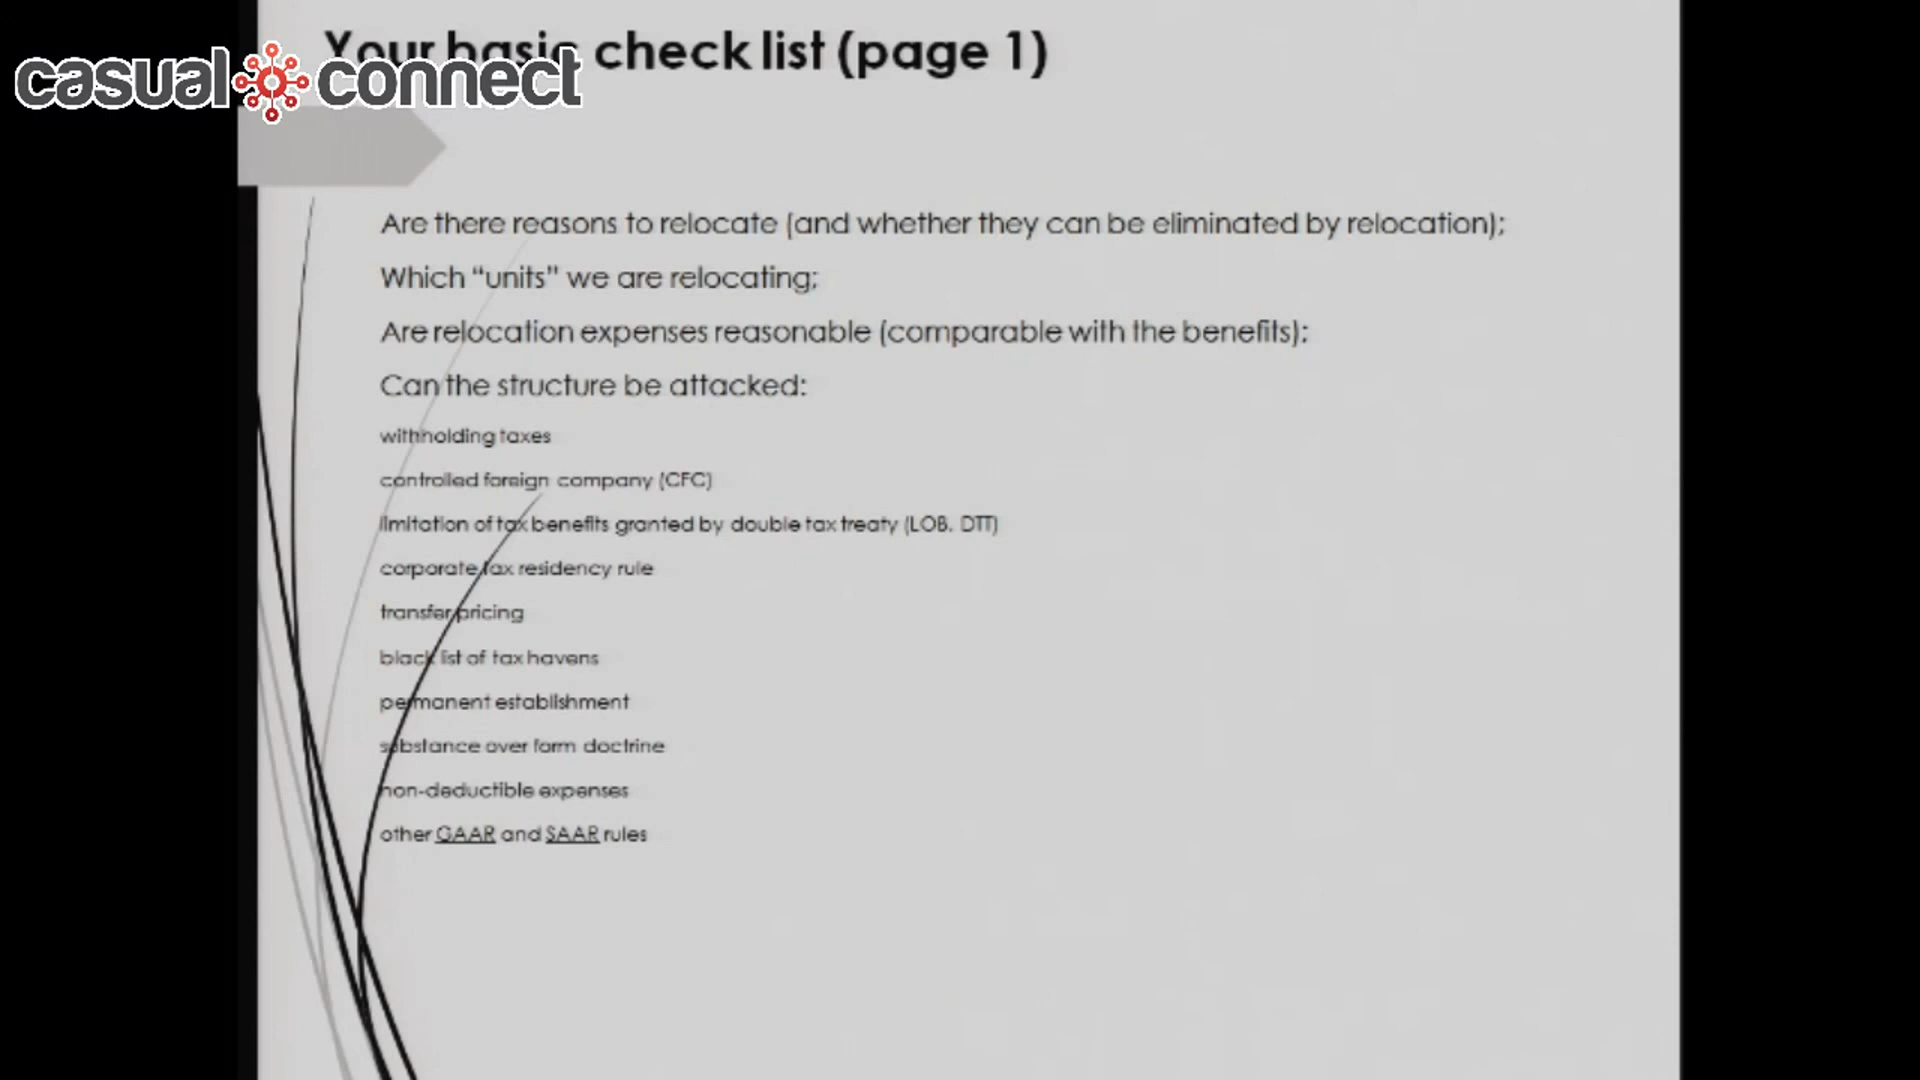 Your basic check list (page 1)
casual connect
Are there reasons to relocate (and whether they can be eliminated by relocation);
Which “units” we are relocating;
Are relocation expenses reasonable (comparable with the benefits);
Can the structure be attacked:
withholding taxes
controlled foreign company (CFC)
limitation of tax benefits granted by double tax treaty (LOB, DTT)
corporate tax residency rule
transfer pricing
black list of tax havens
permanent establishment
substance over form doctrine
non-deductible expenses
other GAAR and SAAR rules